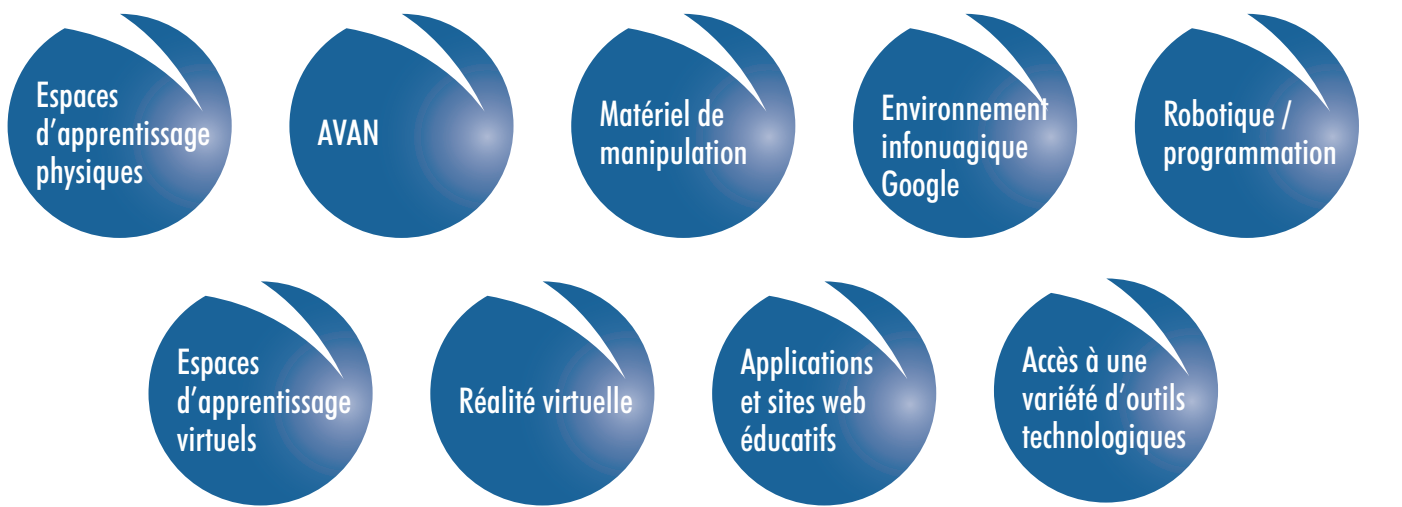 Espaces
d’apprentissage
physiques
AVAN
Matériel de
manipulation
Environnement
infonuagique
Google
Robotique /
programmation
Espaces
d’apprentissage
virtuels
Réalité virtuelle
Applications
et sites web
éducatifs
Accès à une
variété d’outils
technologiques